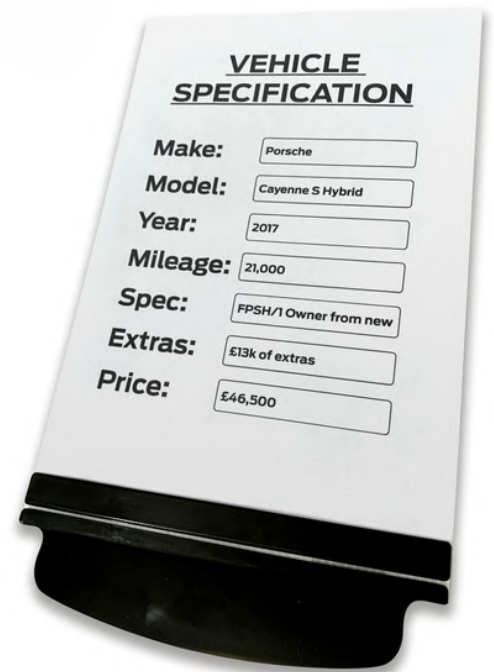 VEHICLE
SPECIFICATION
Make: Porsche
Model: Cayenne S Hybrid
Year: 2017
Mileage: 21,000
Spec: FPSH/1 Owner from new
Extras: £13k of extras
Price: £46,500